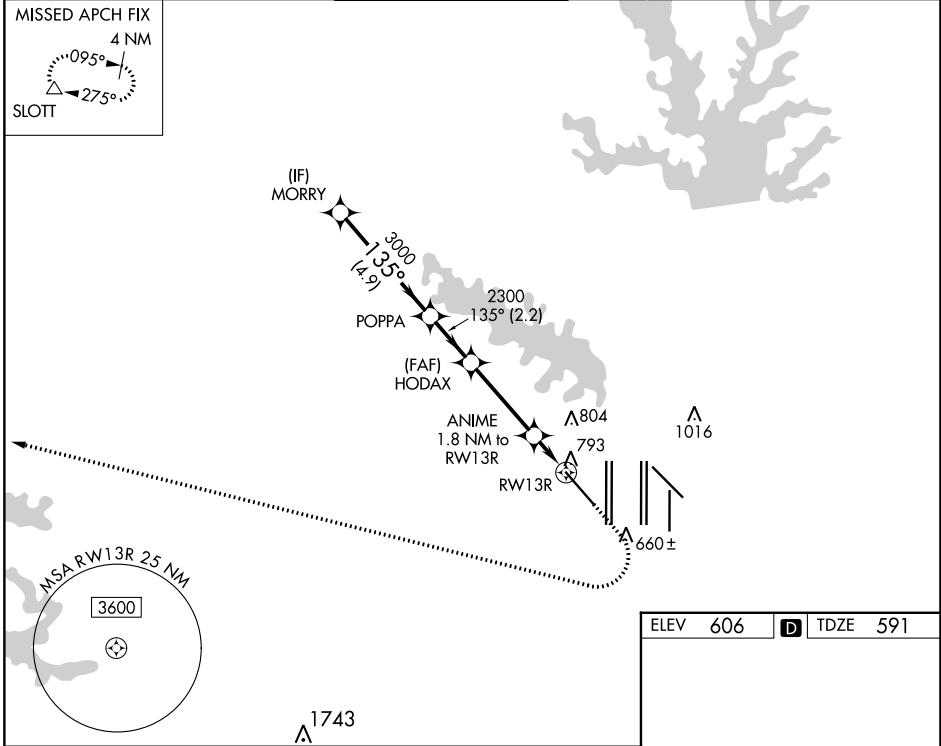 MISSED APCH FIX
4 NM
095°
275°
SLOTT
(IF)
MORRY
3000
135°
(4.9)
POPPA
2300
135° (2.2)
(FAF)
HODAX
ANIME
1.8 NM to
RW13R
804
1016
793
RW13R
660 ±
MSA RW13R 25 NM
3600
ELEV 606 D TDZE 591
1743